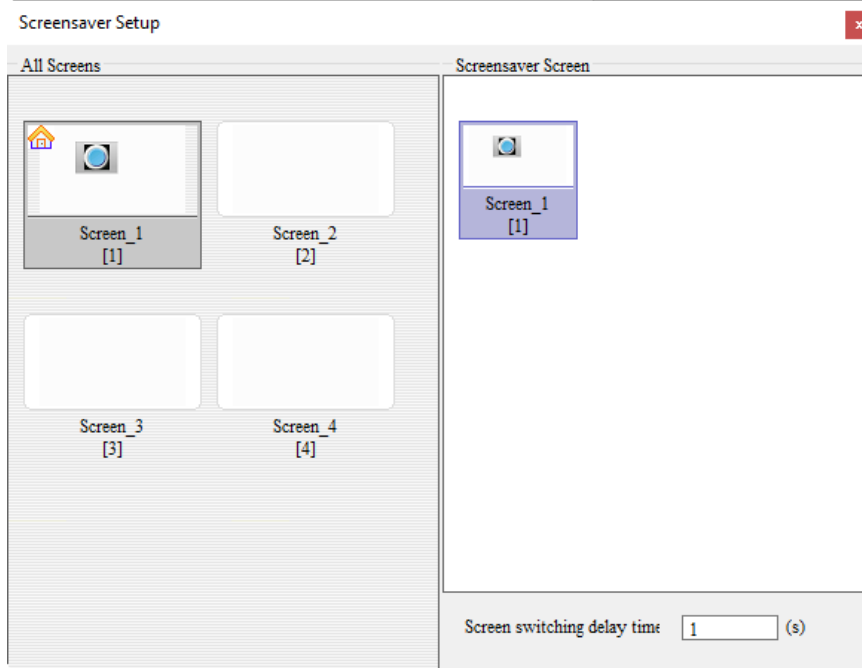 Screensaver Setup
x
All Screens
Screensaver Screen
Screen_1
[1]
Screen_2
[2]
Screen_3
[3]
Screen_4
[4]
Screen_1
[1]
Screen switching delay time 1 (s)